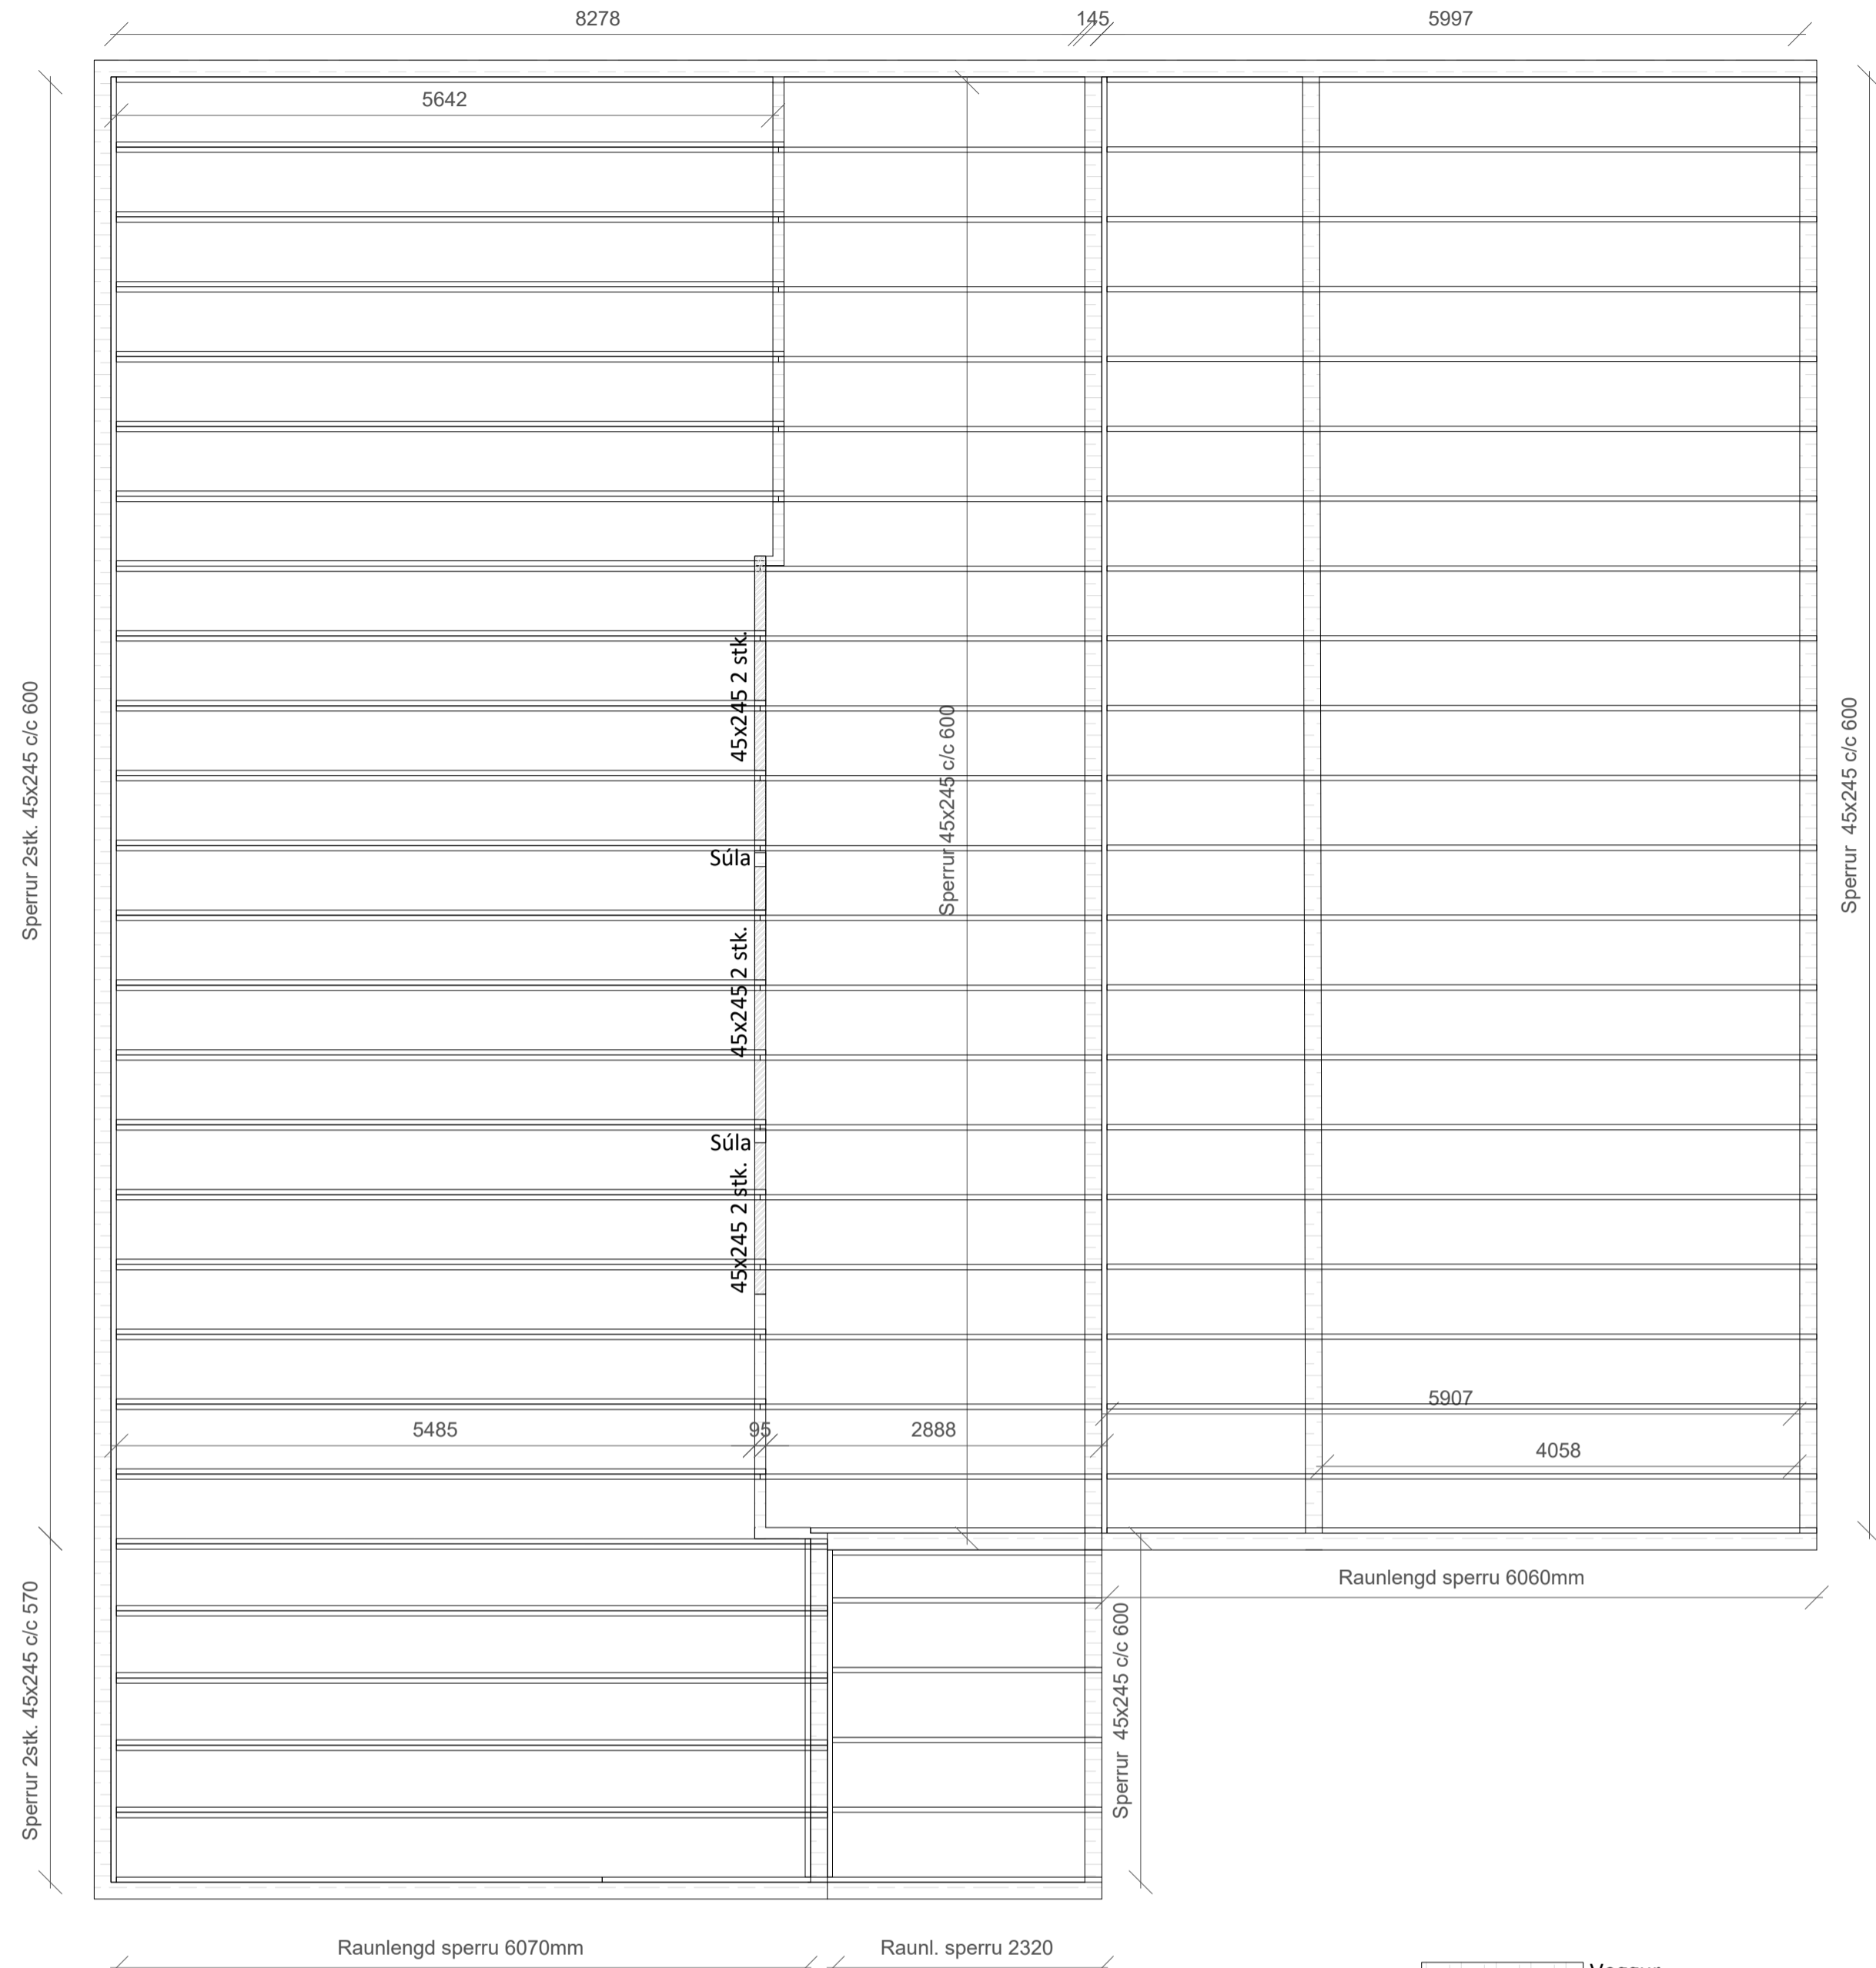 8278
145
5997
5642
Sperrur 2stk. 45x245 c/c 600
45x245 2 stk.
Sperrur 45x245 c/c 600
Sperrur 45x245 c/c 600
Súla
45x245 2 stk.
Súla
45x245 2 stk.
5907
5485
95
2888
4058
Raunlengd sperru 6060mm
Sperrur 2stk. 45x245 c/c 570
Sperrur 45x245 c/c 600
Raunlengd sperru 6070mm
Raunl. sperru 2320